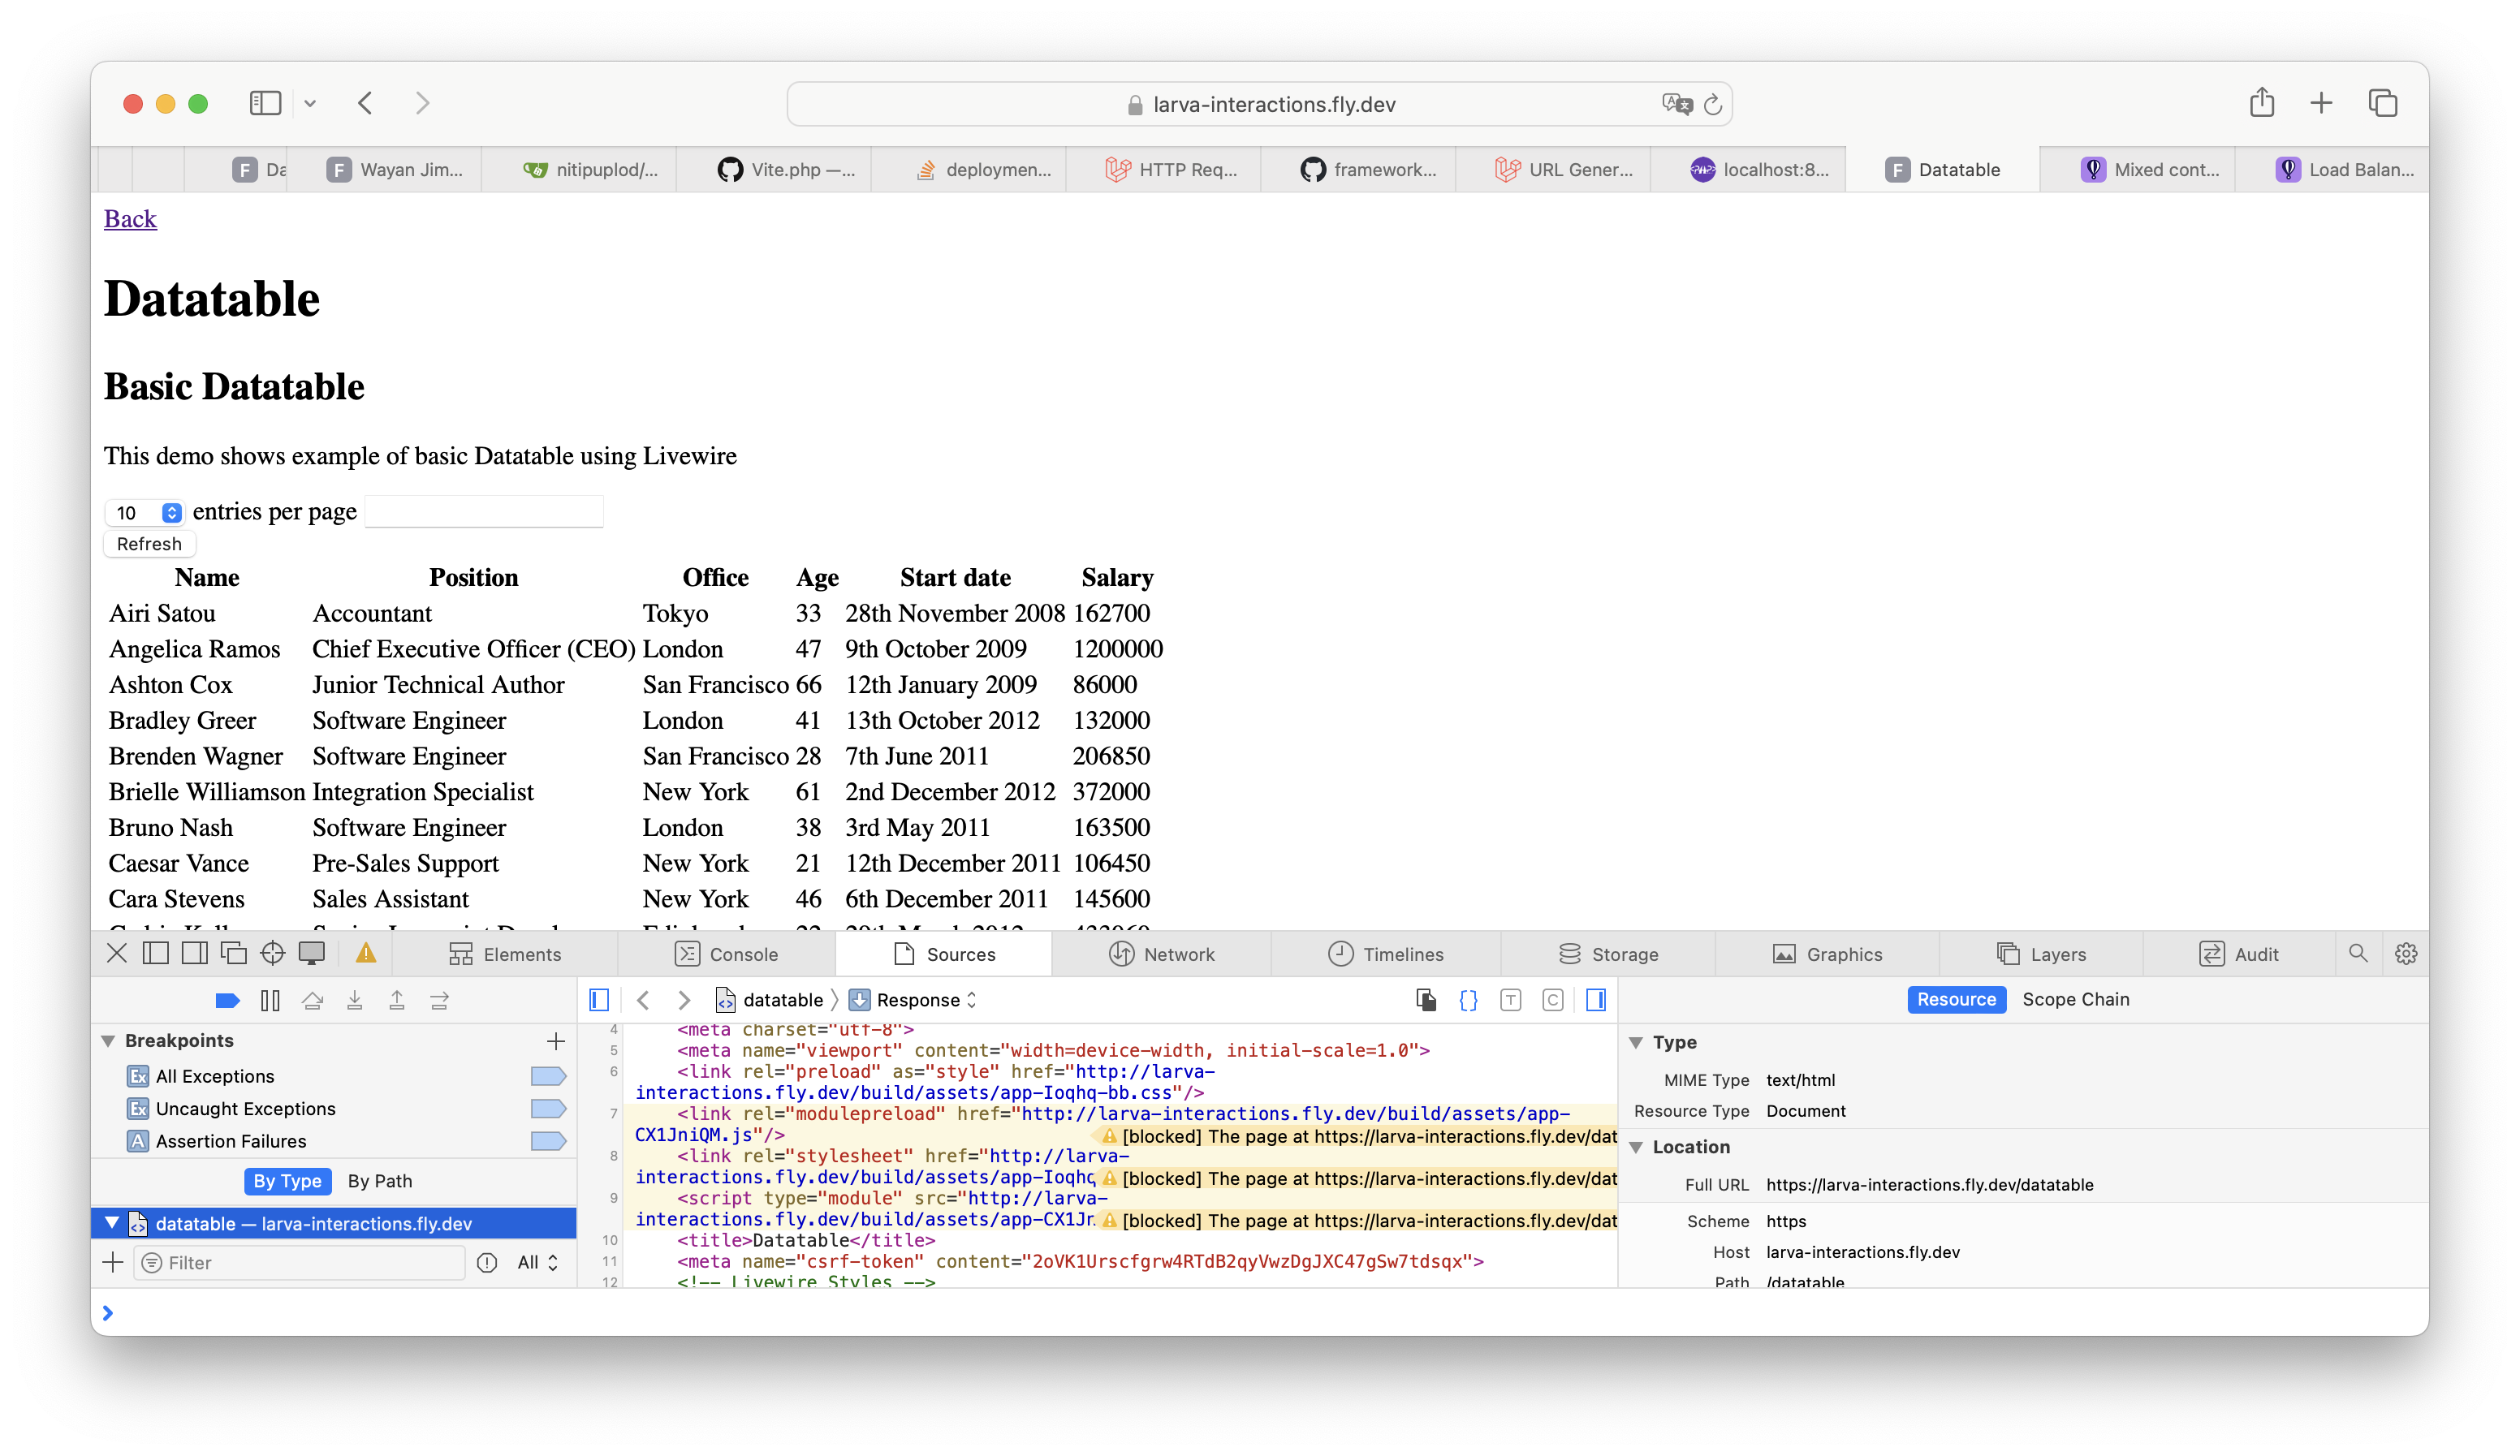 larva-interactions.fly.dev
F Da
F Wayan Jim...
nitipuplod/...
Vite.php —...
deploymen...
HTTP Req...
framework...
URL Gener...
localhost:8...
F Datatable
Mixed cont...
Load Balan...
Back
Datatable
Basic Datatable
This demo shows example of basic Datatable using Livewire
10 entries per page
Refresh
Name Position Office Age Start date Salary
Airi Satou Accountant Tokyo 33 28th November 2008 162700
Angelica Ramos Chief Executive Officer (CEO) London 47 9th October 2009 1200000
Ashton Cox Junior Technical Author San Francisco 66 12th January 2009 86000
Bradley Greer Software Engineer London 41 13th October 2012 132000
Brenden Wagner Software Engineer San Francisco 28 7th June 2011 206850
Brielle Williamson Integration Specialist New York 61 2nd December 2012 372000
Bruno Nash Software Engineer London 38 3rd May 2011 163500
Caesar Vance Pre-Sales Support New York 21 12th December 2011 106450
Cara Stevens Sales Assistant New York 46 6th December 2011 145600
Elements Console Sources Network Timelines Storage Graphics Layers Audit
Breakpoints
Ex All Exceptions
Ex Uncaught Exceptions
A Assertion Failures
By Type By Path
datatable — larva-interactions.fly.dev
Filter All
datatable Response T C
4 <meta charset="utf-8">
5 <meta name="viewport" content="width=device-width, initial-scale=1.0">
6 <link rel="preload" as="style" href="http://larva-
interactions.fly.dev/build/assets/app-Ioqhq-bb.css"/>
7 <link rel="modulepreload" href="http://larva-interactions.fly.dev/build/assets/app-
CX1JniQM.js"/> [blocked] The page at https://larva-interactions.fly.dev/dat
8 <link rel="stylesheet" href="http://larva-
interactions.fly.dev/build/assets/app-Ioqhq [blocked] The page at https://larva-interactions.fly.dev/dat
9 <script type="module" src="http://larva-
interactions.fly.dev/build/assets/app-CX1Jn [blocked] The page at https://larva-interactions.fly.dev/dat
10 <title>Datatable</title>
11 <meta name="csrf-token" content="2oVK1Urscfgrw4RTdB2qyVwzDgJXC47gSw7tdsqx">
12 <!-- Livewire Styles -->
Resource Scope Chain
Type
MIME Type text/html
Resource Type Document
Location
Full URL https://larva-interactions.fly.dev/datatable
Scheme https
Host larva-interactions.fly.dev
Path /datatable